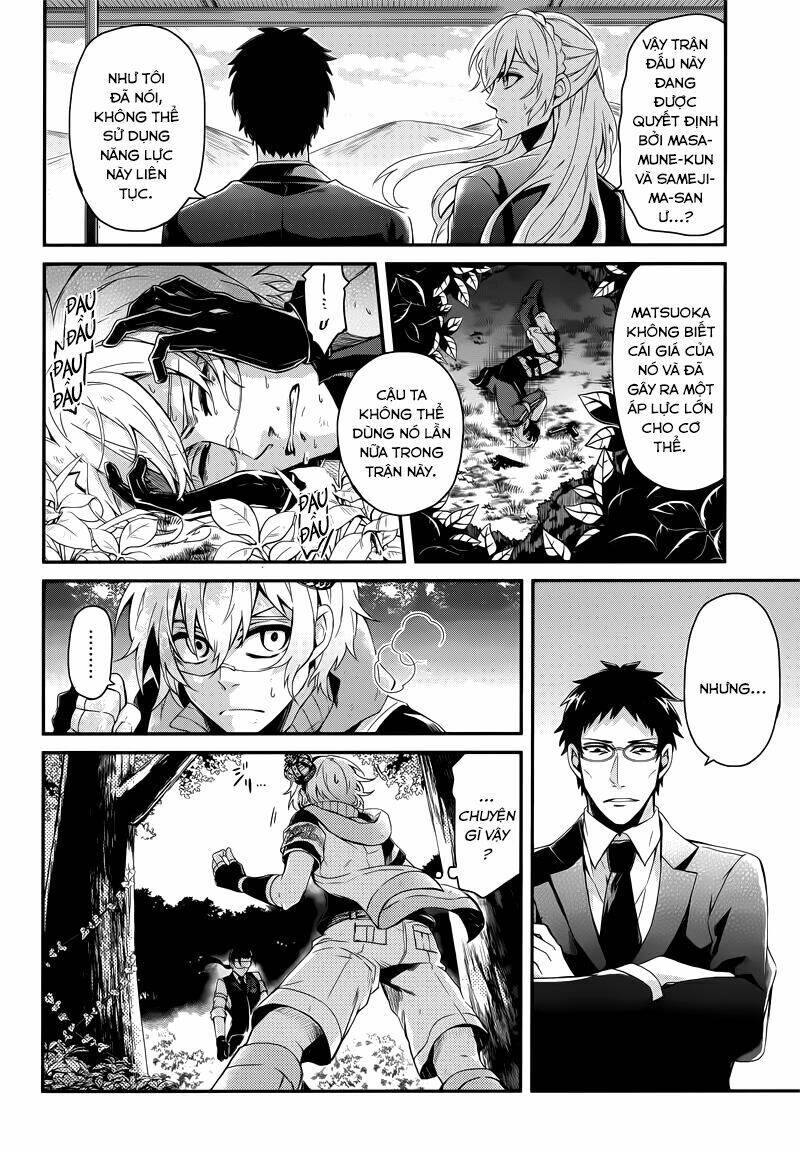 VẬY TRẬN
ĐẤU NÀY
ĐANG
ĐƯỢC
QUYẾT ĐỊNH
BỞI MASA-
MUNE-KUN
VÀ SAMEJI-
MA-SAN
Ư...?
NHƯ TÔI
ĐÃ NÓI,
KHÔNG THỂ
SỬ DỤNG
NĂNG LỰC
NÀY LIÊN
TỤC.
MATSUOKA
KHÔNG BIẾT
CÁI GIÁ CỦA
NÓ VÀ ĐÃ
GÂY RA MỘT
ÁP LỰC LỚN
CHO CƠ
THỂ.
CẬU TA
KHÔNG THỂ
DÙNG NÓ LẦN
NỮA TRONG
TRẬN NÀY.
...!
ĐAU
ĐẦU
ĐAU
ĐẦU
ĐAU
ĐẦU
NHƯNG...
........
...
CHUYỆN
GÌ VẬY
?